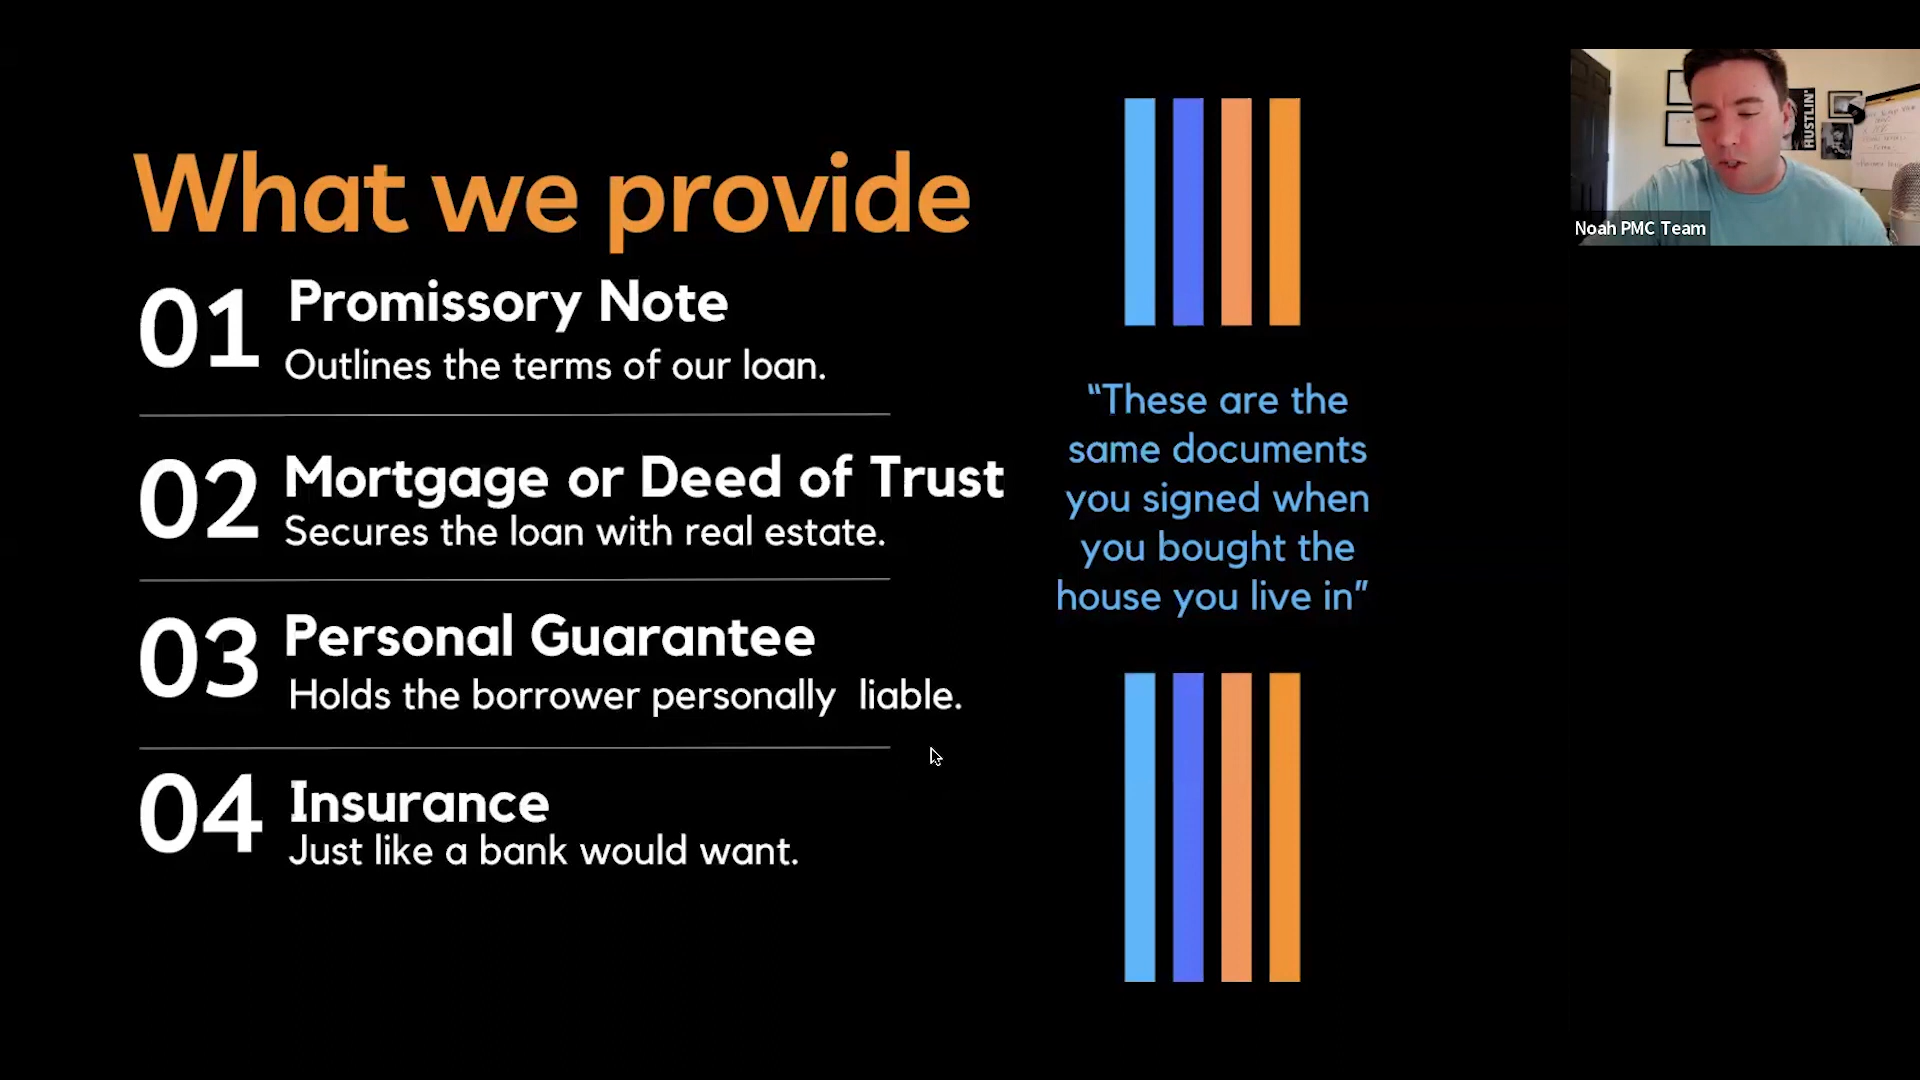 What we provide
01
Promissory Note
Outlines the terms of our loan.
02
Mortgage or Deed of Trust
Secures the loan with real estate.
03
Personal Guarantee
Holds the borrower personally  liable.
04
Insurance
Just like a bank would want.
“These are the
same documents
you signed when
you bought the
house you live in”
HUSTLIN'
Noah PMC Team